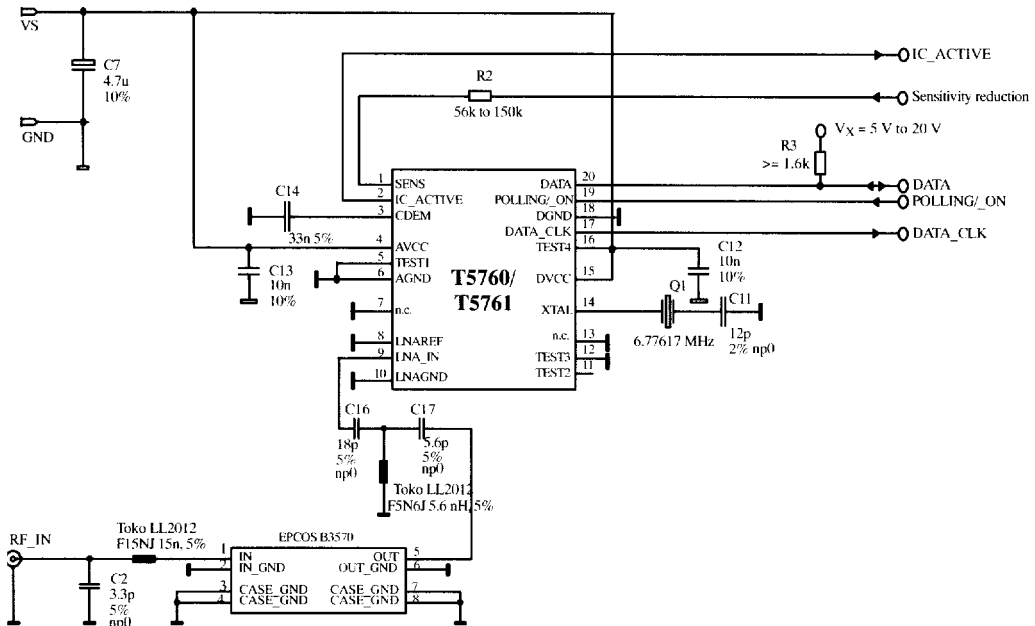 VS
C7
4.7u
10%
GND
IC_ACTIVE
R2
56k to 150k
Sensitivity reduction
VX = 5 V to 20 V
R3
>= 1.6k
DATA
POLLING/_ON
DATA_CLK
C14
33n 5%
C13
10n
10%
1 SENS
2 IC_ACTIVE
3 CDEM
4 AVCC
5 TEST1
6 AGND
7 n.c.
8 LNAREF
9 LNA_IN
10 LNAGND
T5760/
T5761
DATA 20
POLLING/_ON 19
DGND 18
DATA_CLK 17
TEST4 16
DVCC 15
XTAL 14
n.c. 13
TEST3 12
TEST2 11
C12
10n
10%
Q1
6.77617 MHz
C11
12p
2% np0
C16
18p
5%
np0
C17
5.6p
5%
np0
Toko LL2012
F5N6J 5.6 nH, 5%
RF_IN
Toko LL2012
F15NJ 15n, 5%
C2
3.3p
5%
np0
EPCOS B3570
1 IN
2 IN_GND
3 CASE_GND
4 CASE_GND
OUT 5
OUT_GND 6
CASE_GND 7
CASE_GND 8